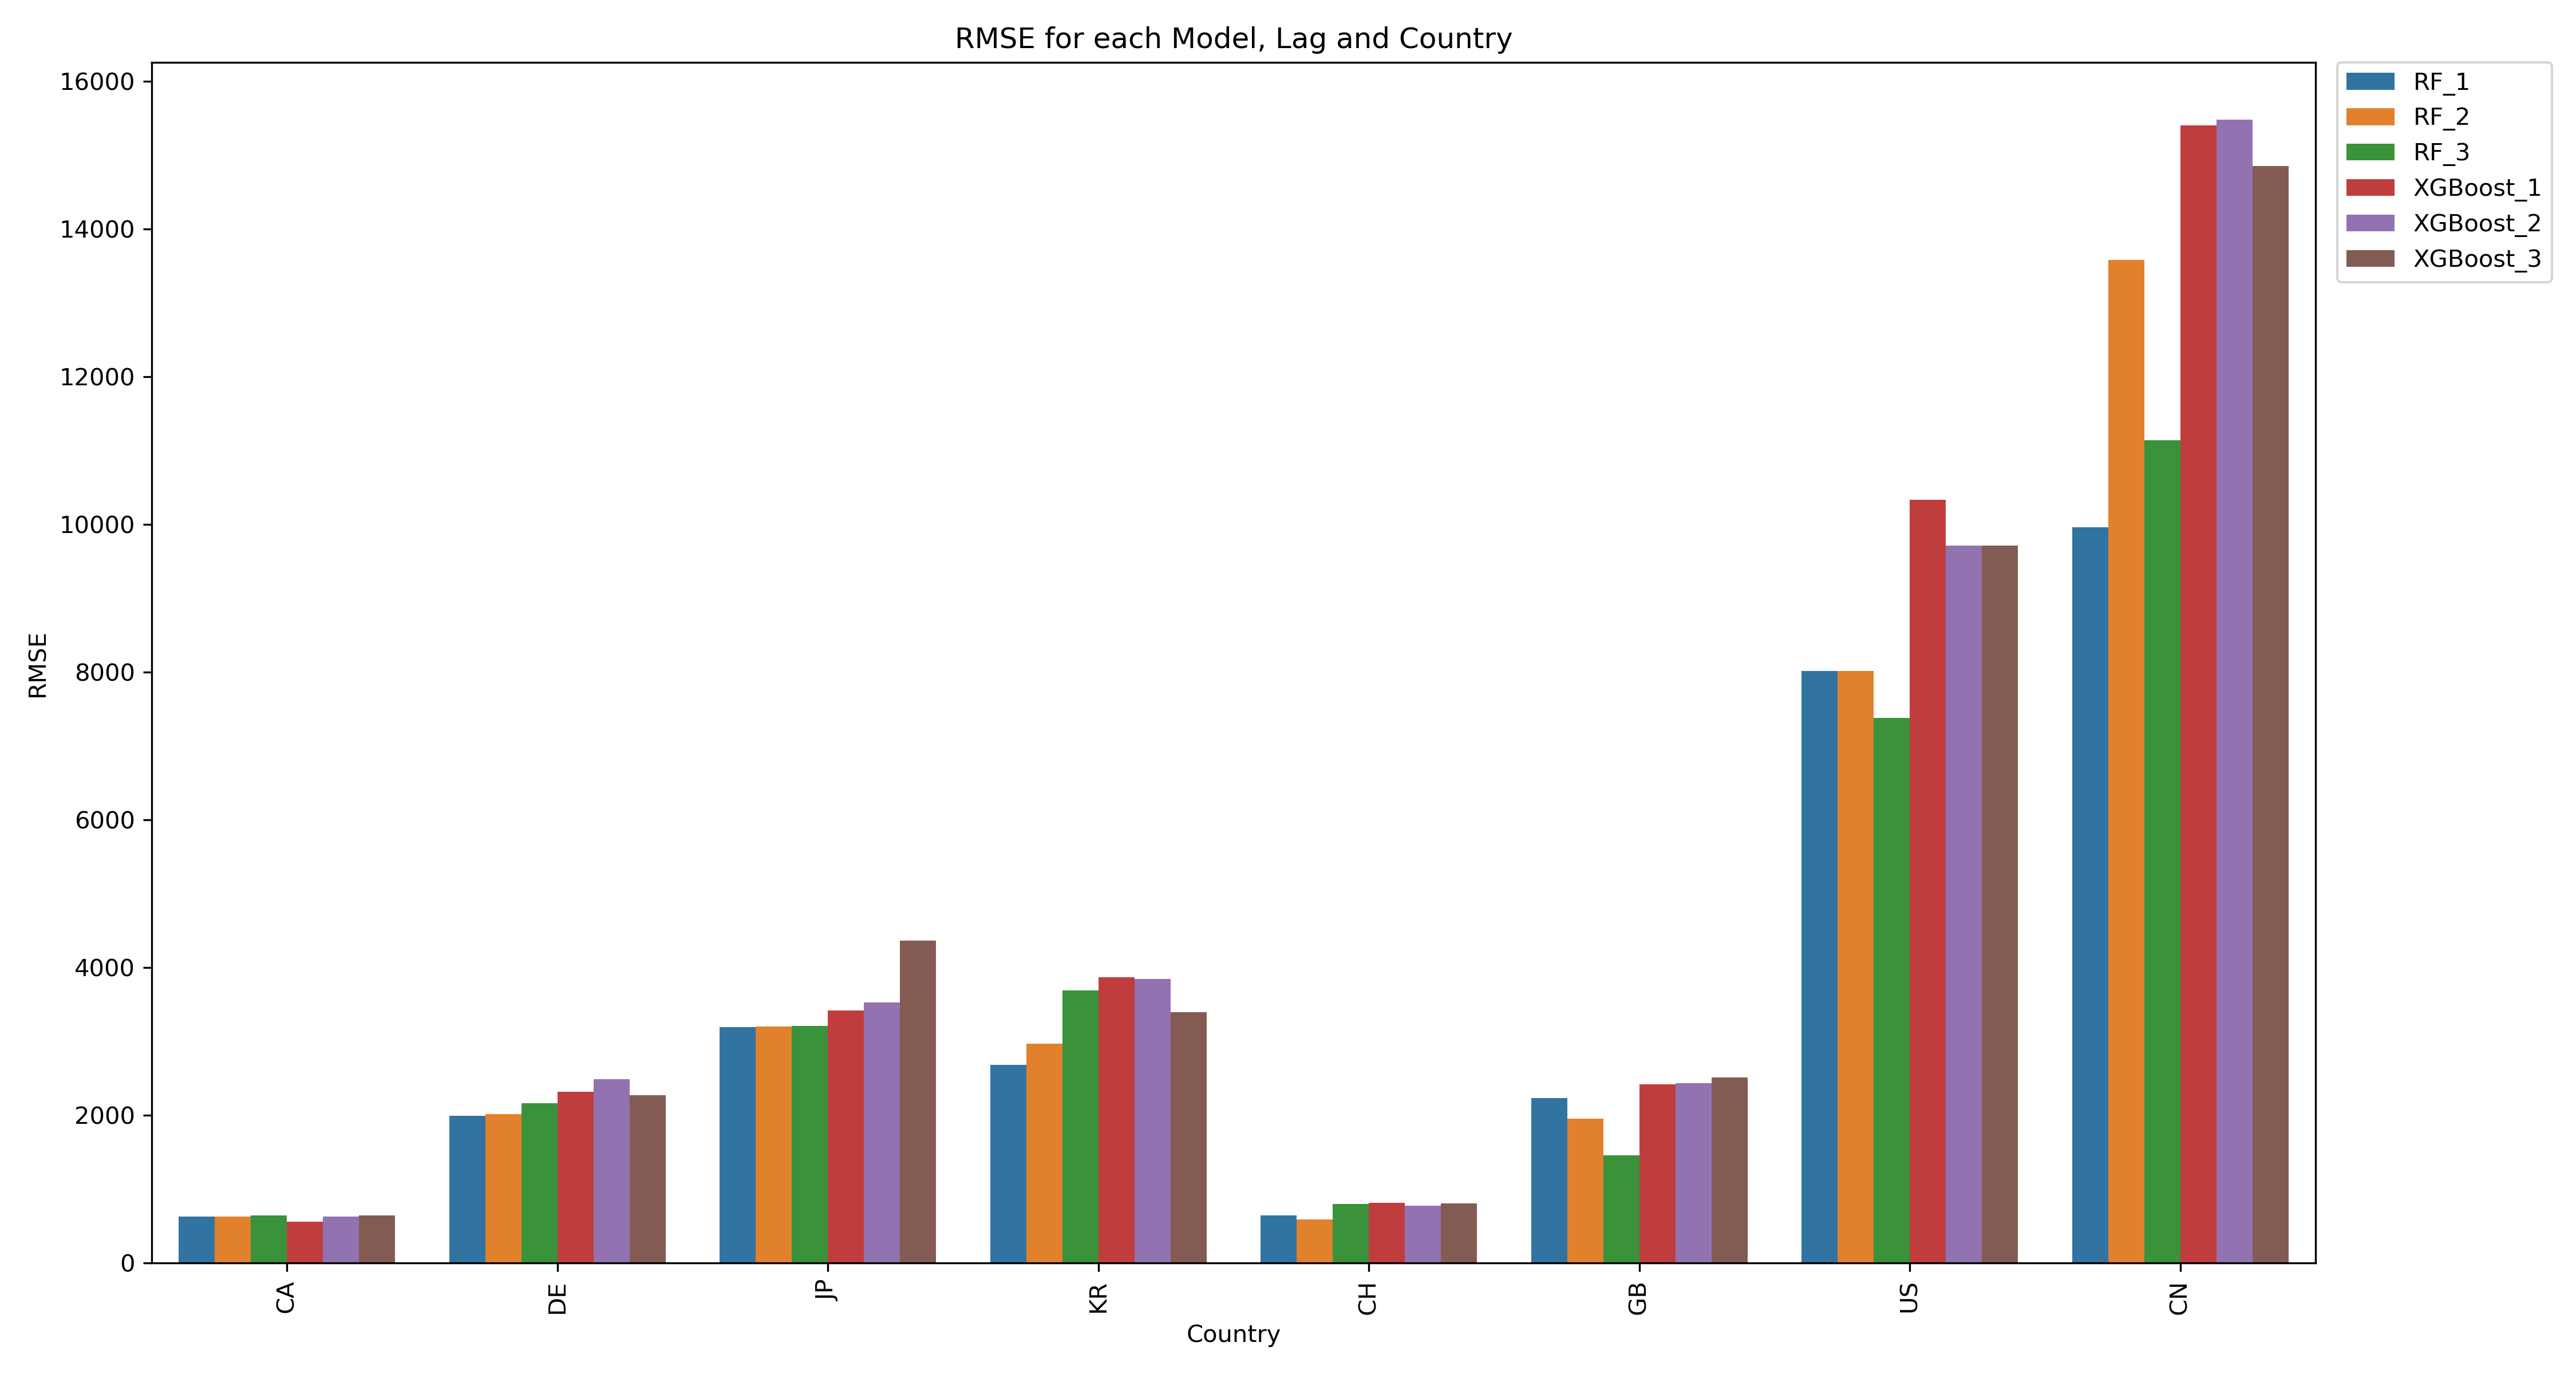 RMSE for each Model, Lag and Country
16000
14000
12000
10000
8000
6000
4000
2000
0
RMSE
CA
DE
JP
KR
CH
GB
US
CN
Country
RF_1
RF_2
RF_3
XGBoost_1
XGBoost_2
XGBoost_3